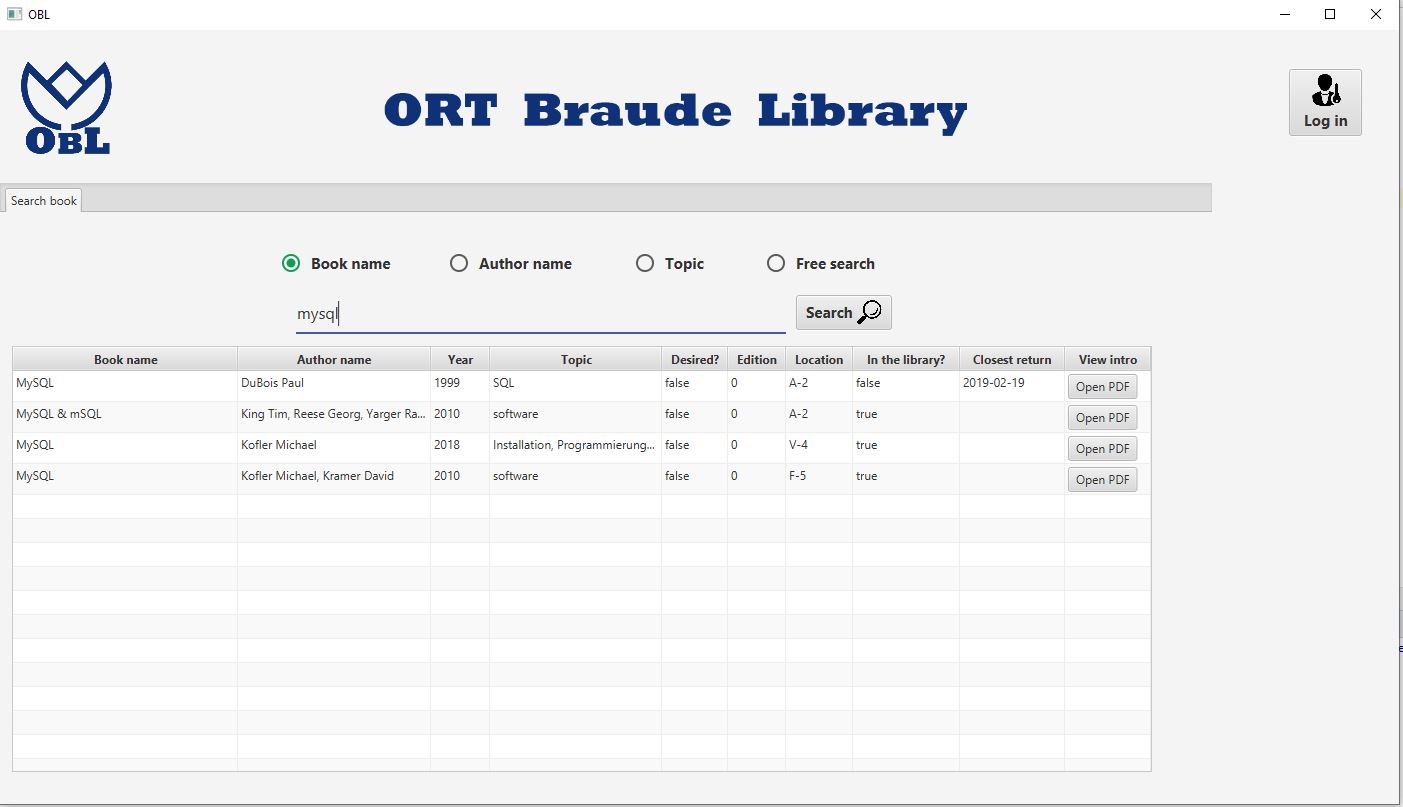 OBL
OBL
ORT Braude Library
Log in
Search book
Book name Author name Topic Free search
mysql Search
Book name Author name Year Topic Desired? Edition Location In the library? Closest return View intro
MySQL DuBois Paul 1999 SQL false 0 A-2 false 2019-02-19 Open PDF
MySQL & mSQL King Tim, Reese Georg, Yarger Ra... 2010 software false 0 A-2 true Open PDF
MySQL Kofler Michael 2018 Installation, Programmierung... false 0 V-4 true Open PDF
MySQL Kofler Michael, Kramer David 2010 software false 0 F-5 true Open PDF